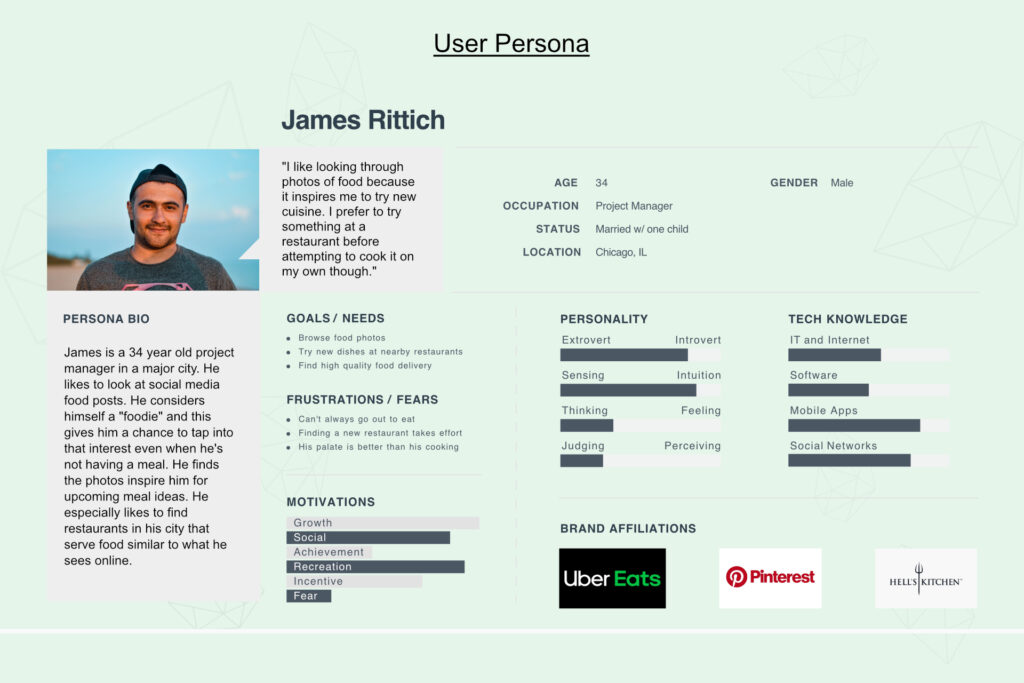 User Persona
James Rittich
"I like looking through
photos of food because
it inspires me to try new
cuisine. I prefer to try
something at a
restaurant before
attempting to cook it on
my own though."
AGE 34
GENDER Male
OCCUPATION Project Manager
STATUS Married w/ one child
LOCATION Chicago, IL
PERSONA BIO
James is a 34 year old project
manager in a major city. He
likes to look at social media
food posts. He considers
himself a "foodie" and this
gives him a chance to tap into
that interest even when he's
not having a meal. He finds
the photos inspire him for
upcoming meal ideas. He
especially likes to find
restaurants in his city that
serve food similar to what he
sees online.
GOALS / NEEDS
Browse food photos
Try new dishes at nearby restaurants
Find high quality food delivery
FRUSTRATIONS / FEARS
Can't always go out to eat
Finding a new restaurant takes effort
His palate is better than his cooking
MOTIVATIONS
Growth
Social
Achievement
Recreation
Incentive
Fear
PERSONALITY
Extrovert Introvert
Sensing Intuition
Thinking Feeling
Judging Perceiving
TECH KNOWLEDGE
IT and Internet
Software
Mobile Apps
Social Networks
BRAND AFFILIATIONS
Uber Eats
Pinterest
HELL'S KITCHEN